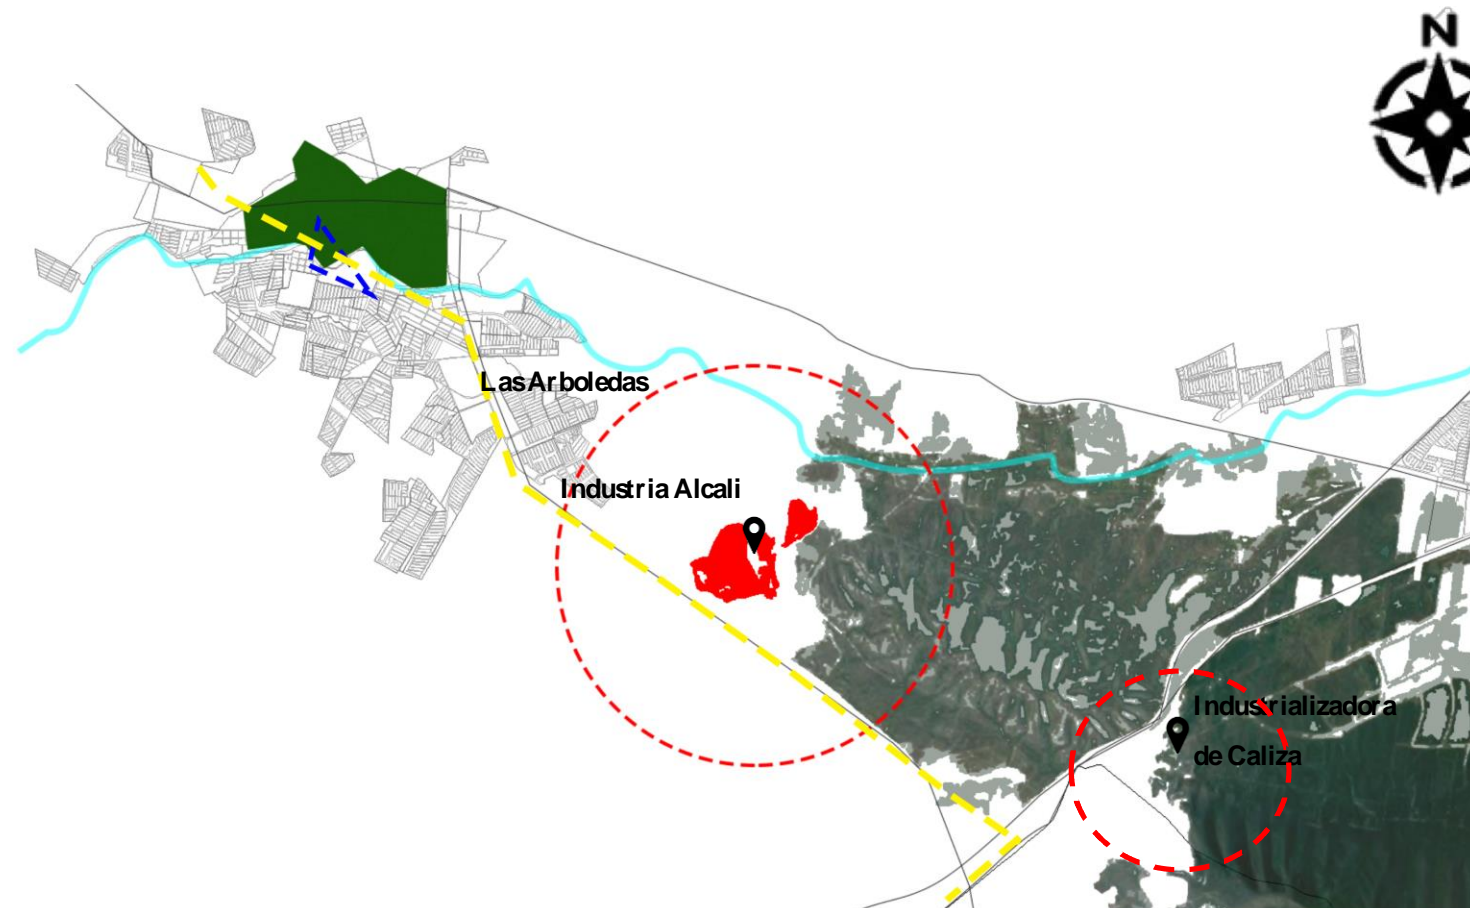 N
Las Arboledas
Industria Alcali
Industrializadora
de Caliza